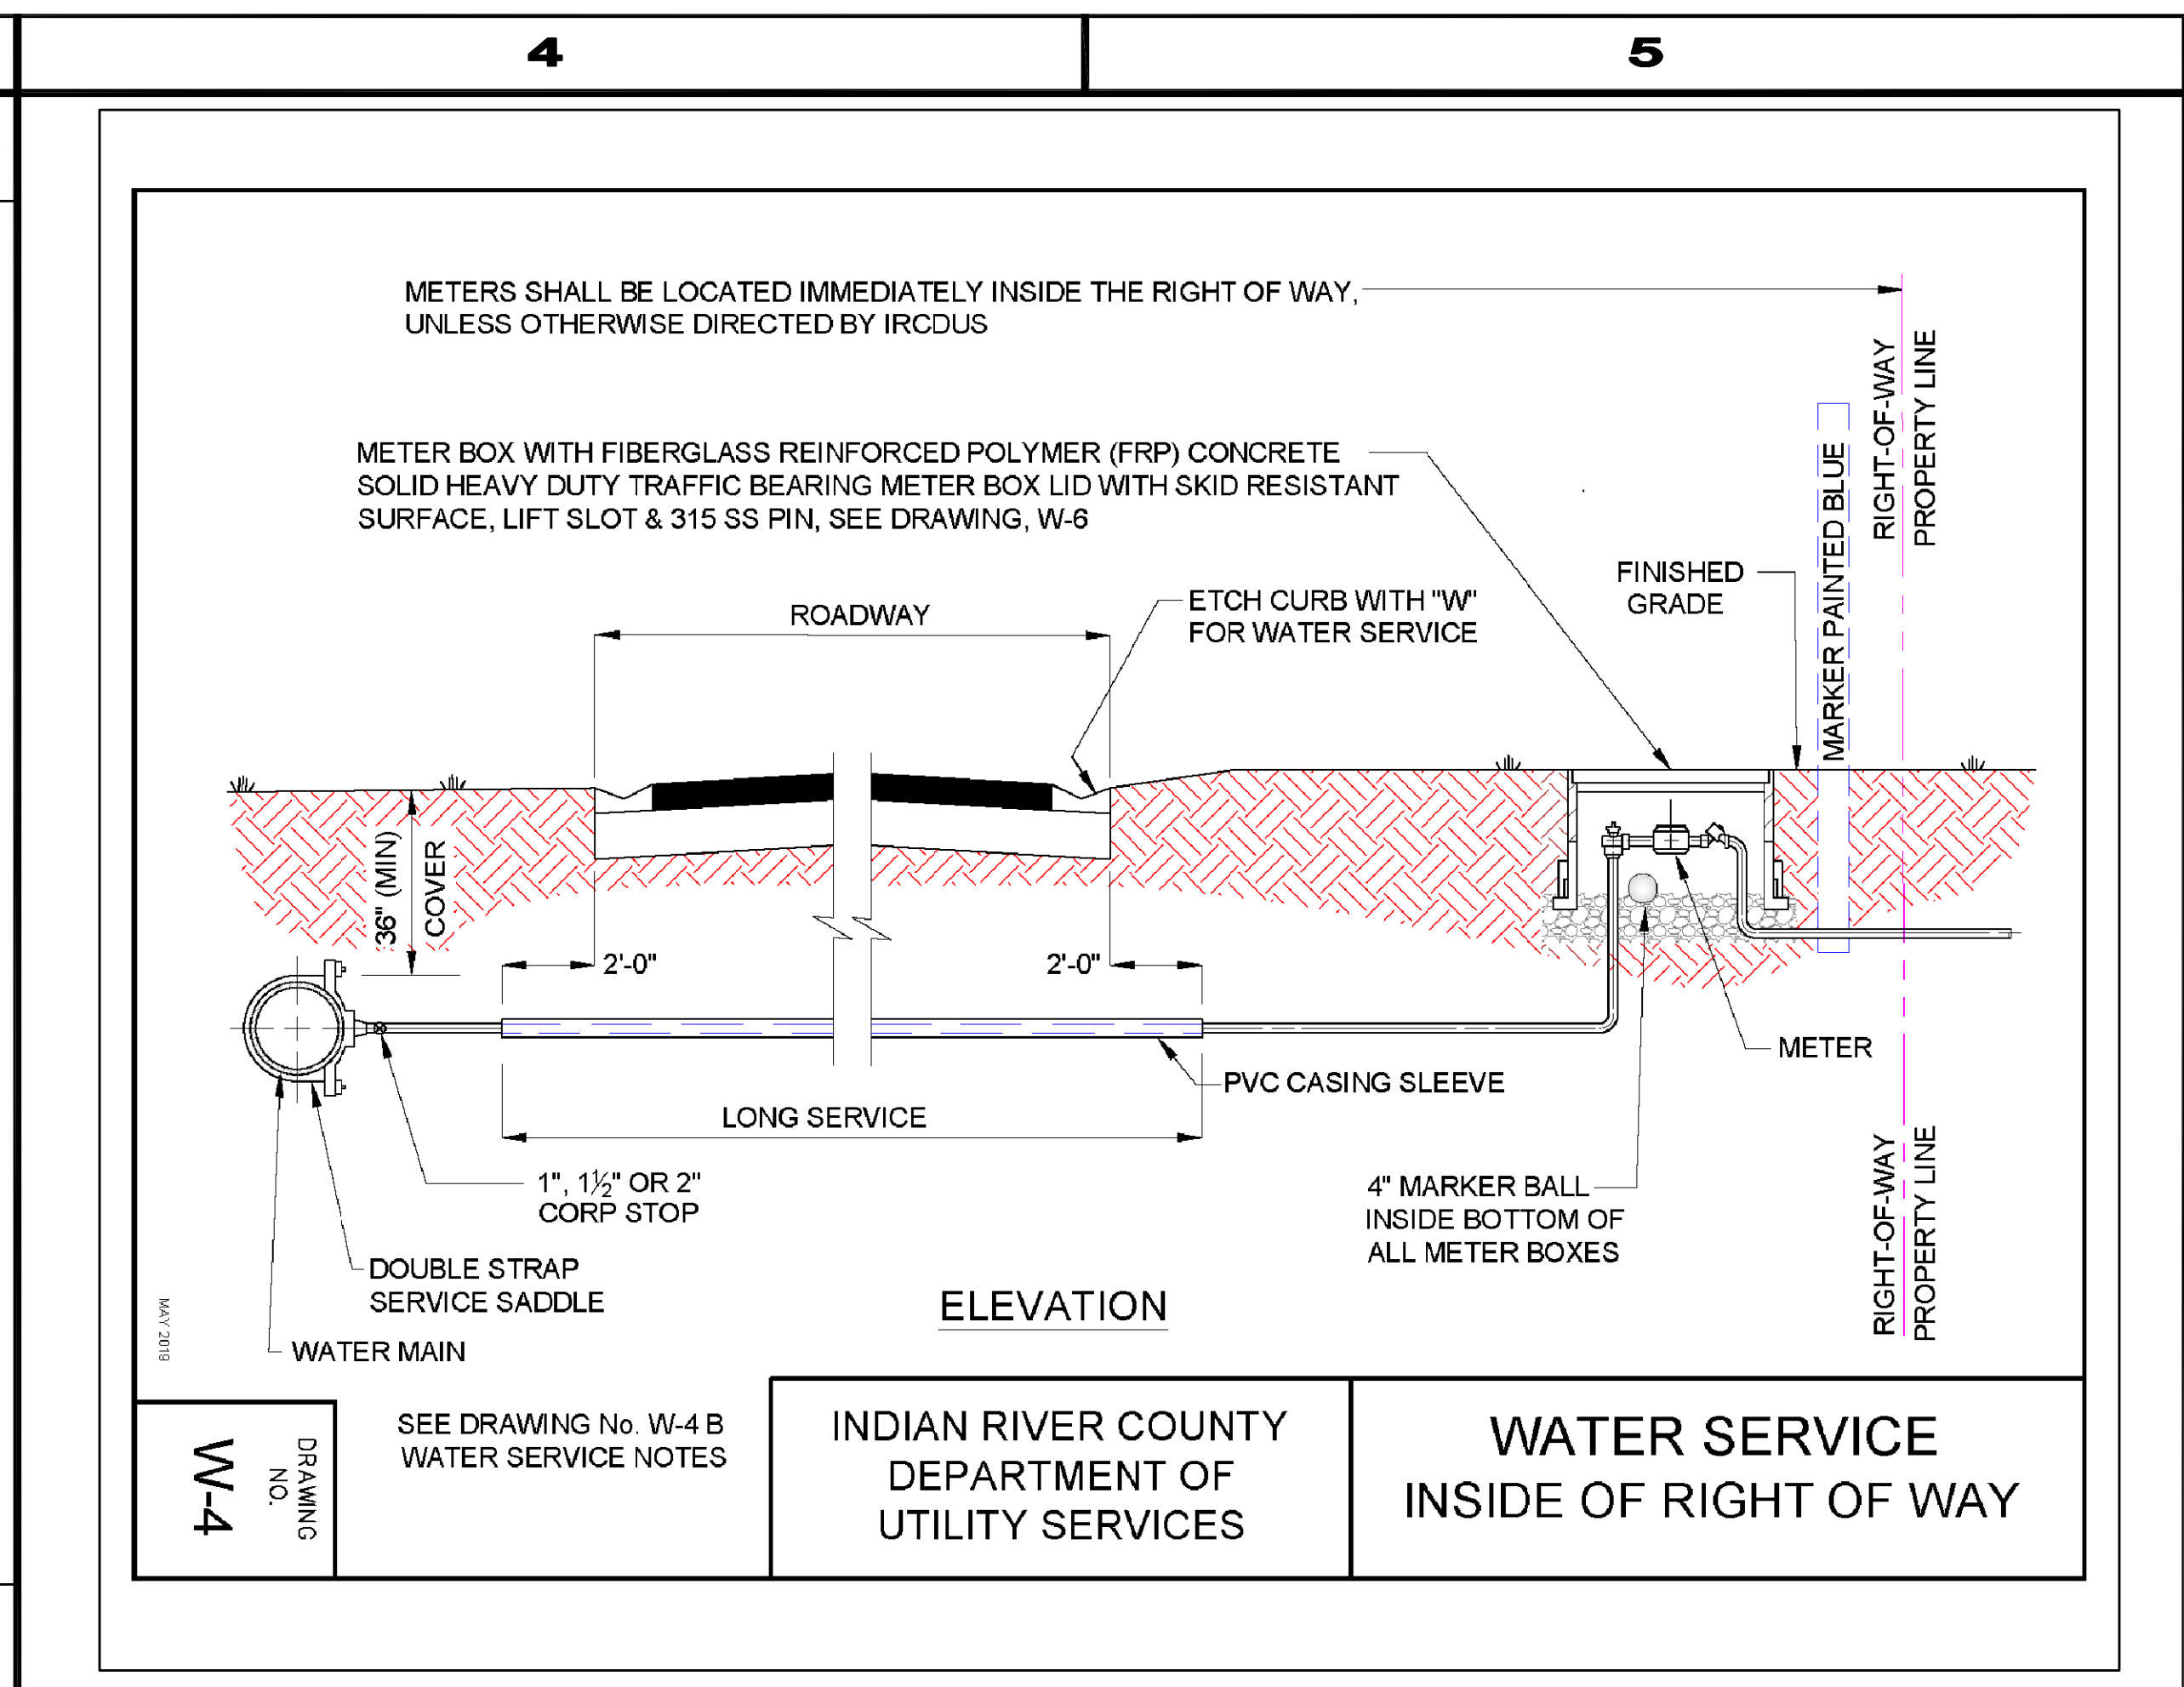 4
5
METERS SHALL BE LOCATED IMMEDIATELY INSIDE THE RIGHT OF WAY,
UNLESS OTHERWISE DIRECTED BY IRCDUS
RIGHT-OF-WAY
PROPERTY LINE
METER BOX WITH FIBERGLASS REINFORCED POLYMER (FRP) CONCRETE
SOLID HEAVY DUTY TRAFFIC BEARING METER BOX LID WITH SKID RESISTANT
SURFACE, LIFT SLOT & 315 SS PIN, SEE DRAWING, W-6
MARKER PAINTED BLUE
FINISHED
GRADE
ROADWAY
ETCH CURB WITH "W"
FOR WATER SERVICE
36" (MIN)
COVER
2'-0"
2'-0"
METER
PVC CASING SLEEVE
LONG SERVICE
1", 1½" OR 2"
CORP STOP
4" MARKER BALL
INSIDE BOTTOM OF
ALL METER BOXES
RIGHT-OF-WAY
PROPERTY LINE
DOUBLE STRAP
SERVICE SADDLE
WATER MAIN
ELEVATION
MAY 2019
DRAWING
NO.
W-4
SEE DRAWING No. W-4 B
WATER SERVICE NOTES
INDIAN RIVER COUNTY
DEPARTMENT OF
UTILITY SERVICES
WATER SERVICE
INSIDE OF RIGHT OF WAY